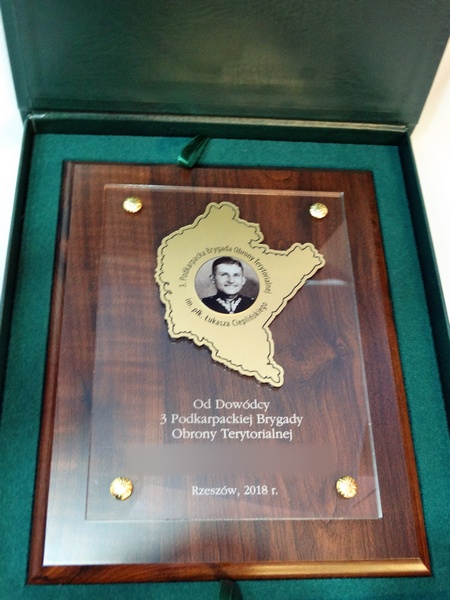 3. Podkarpacka Brygada Obrony Terytorialnej
im. płk. Łukasza Cieplińskiego
Od Dowódcy
3 Podkarpackiej Brygady
Obrony Terytorialnej
Rzeszów, 2018 r.